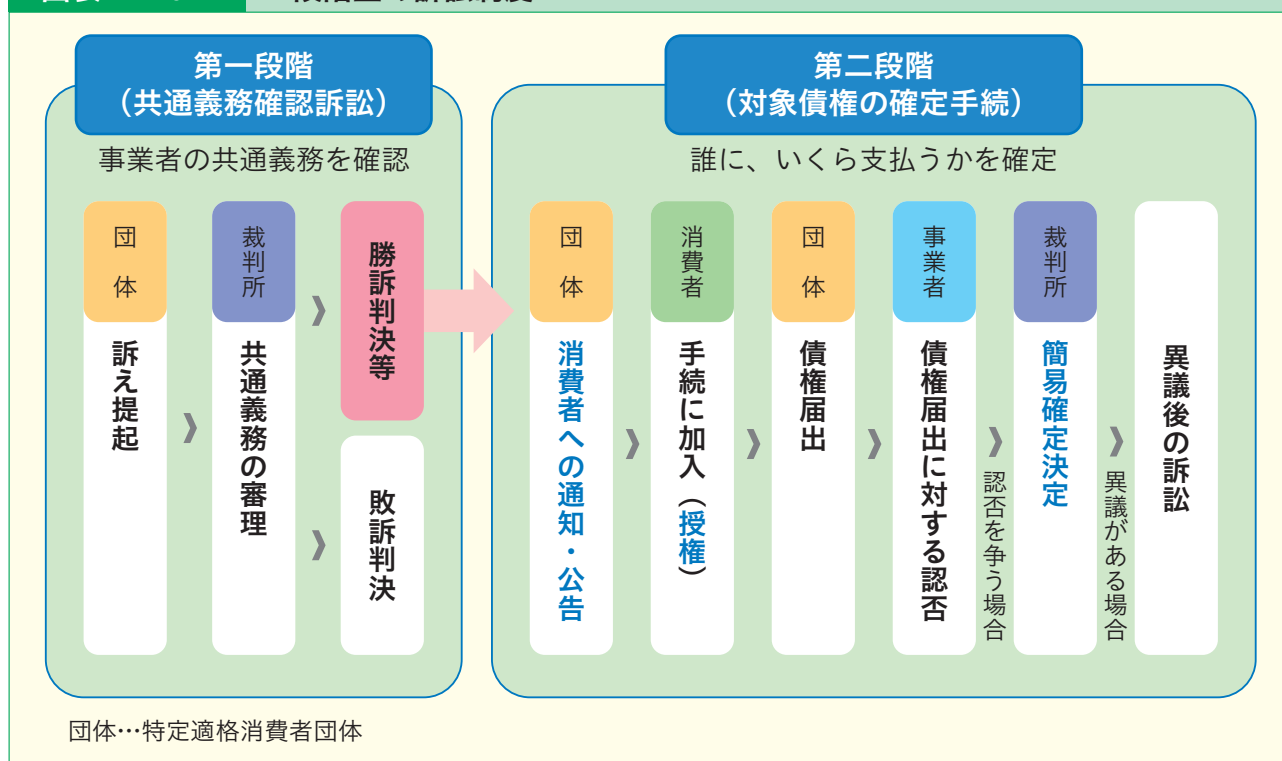 第一段階
（共通義務確認訴訟）
事業者の共通義務を確認
団体
訴え提起
裁判所
共通義務の審理
勝訴判決等
敗訴判決
第二段階
（対象債権の確定手続）
誰に、いくら支払うかを確定
団体
消費者への通知・公告
消費者
手続に加入（授権）
団体
債権届出
事業者
債権届出に対する認否
認否を争う場合
裁判所
簡易確定決定
異議がある場合
異議後の訴訟
団体…特定適格消費者団体